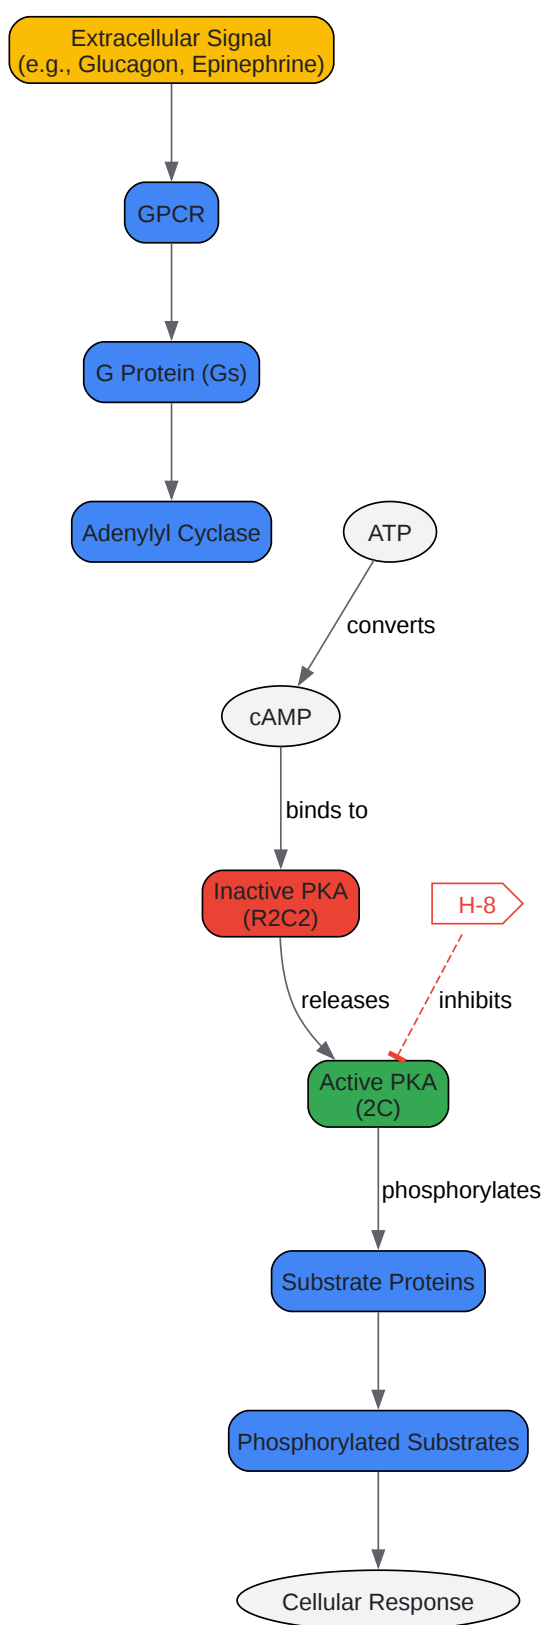 Extracellular Signal
(e.g., Glucagon, Epinephrine)
GPCR
G Protein (Gs)
Adenylyl Cyclase
ATP
converts
cAMP
binds to
Inactive PKA
(R2C2)
H-8
releases
inhibits
Active PKA
(2C)
phosphorylates
Substrate Proteins
Phosphorylated Substrates
Cellular Response